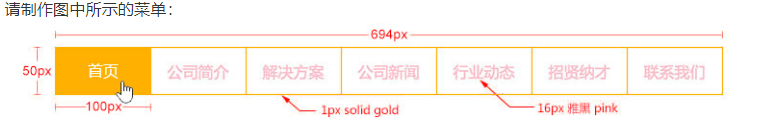 请制作图中所示的菜单：
694px
50px
首页 公司简介 解决方案 公司新闻 行业动态 招贤纳才 联系我们
100px
1px solid gold
16px 雅黑 pink